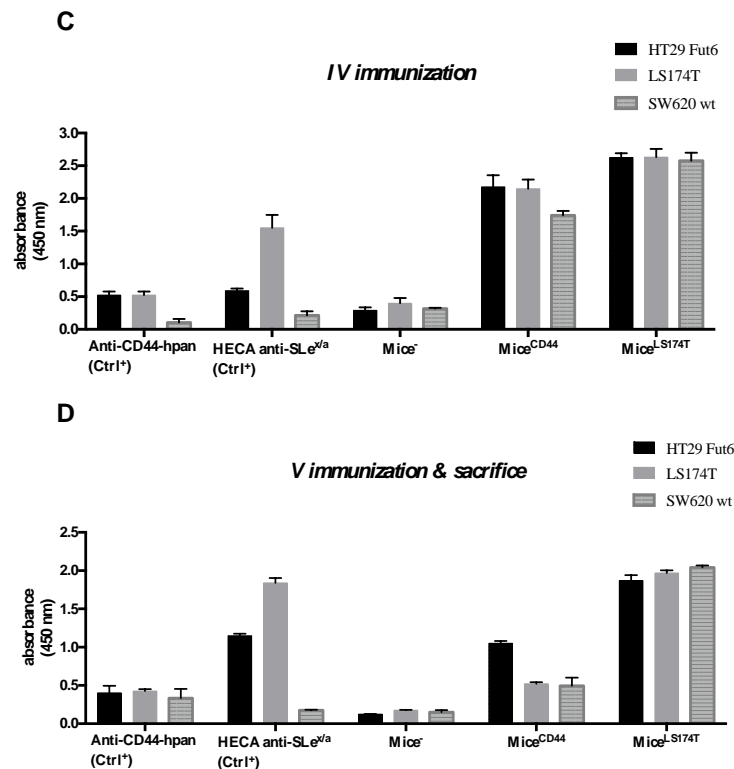 C
IV immunization
HT29 Fut6
LS174T
SW620 wt
absorbance
(450 nm)
3.0
2.5
2.0
1.5
1.0
0.5
0.0
Anti-CD44-hpan
(Ctrl⁺)
HECA anti-SLeˣ/ᵃ
(Ctrl⁺)
Mice⁻
Miceᶜᴰ⁴⁴
Miceᴸˢ¹⁷⁴ᵀ
D
V immunization & sacrifice
HT29 Fut6
LS174T
SW620 wt
absorbance
(450 nm)
2.5
2.0
1.5
1.0
0.5
0.0
Anti-CD44-hpan
(Ctrl⁺)
HECA anti-SLeˣ/ᵃ
(Ctrl⁺)
Mice⁻
Miceᶜᴰ⁴⁴
Miceᴸˢ¹⁷⁴ᵀ